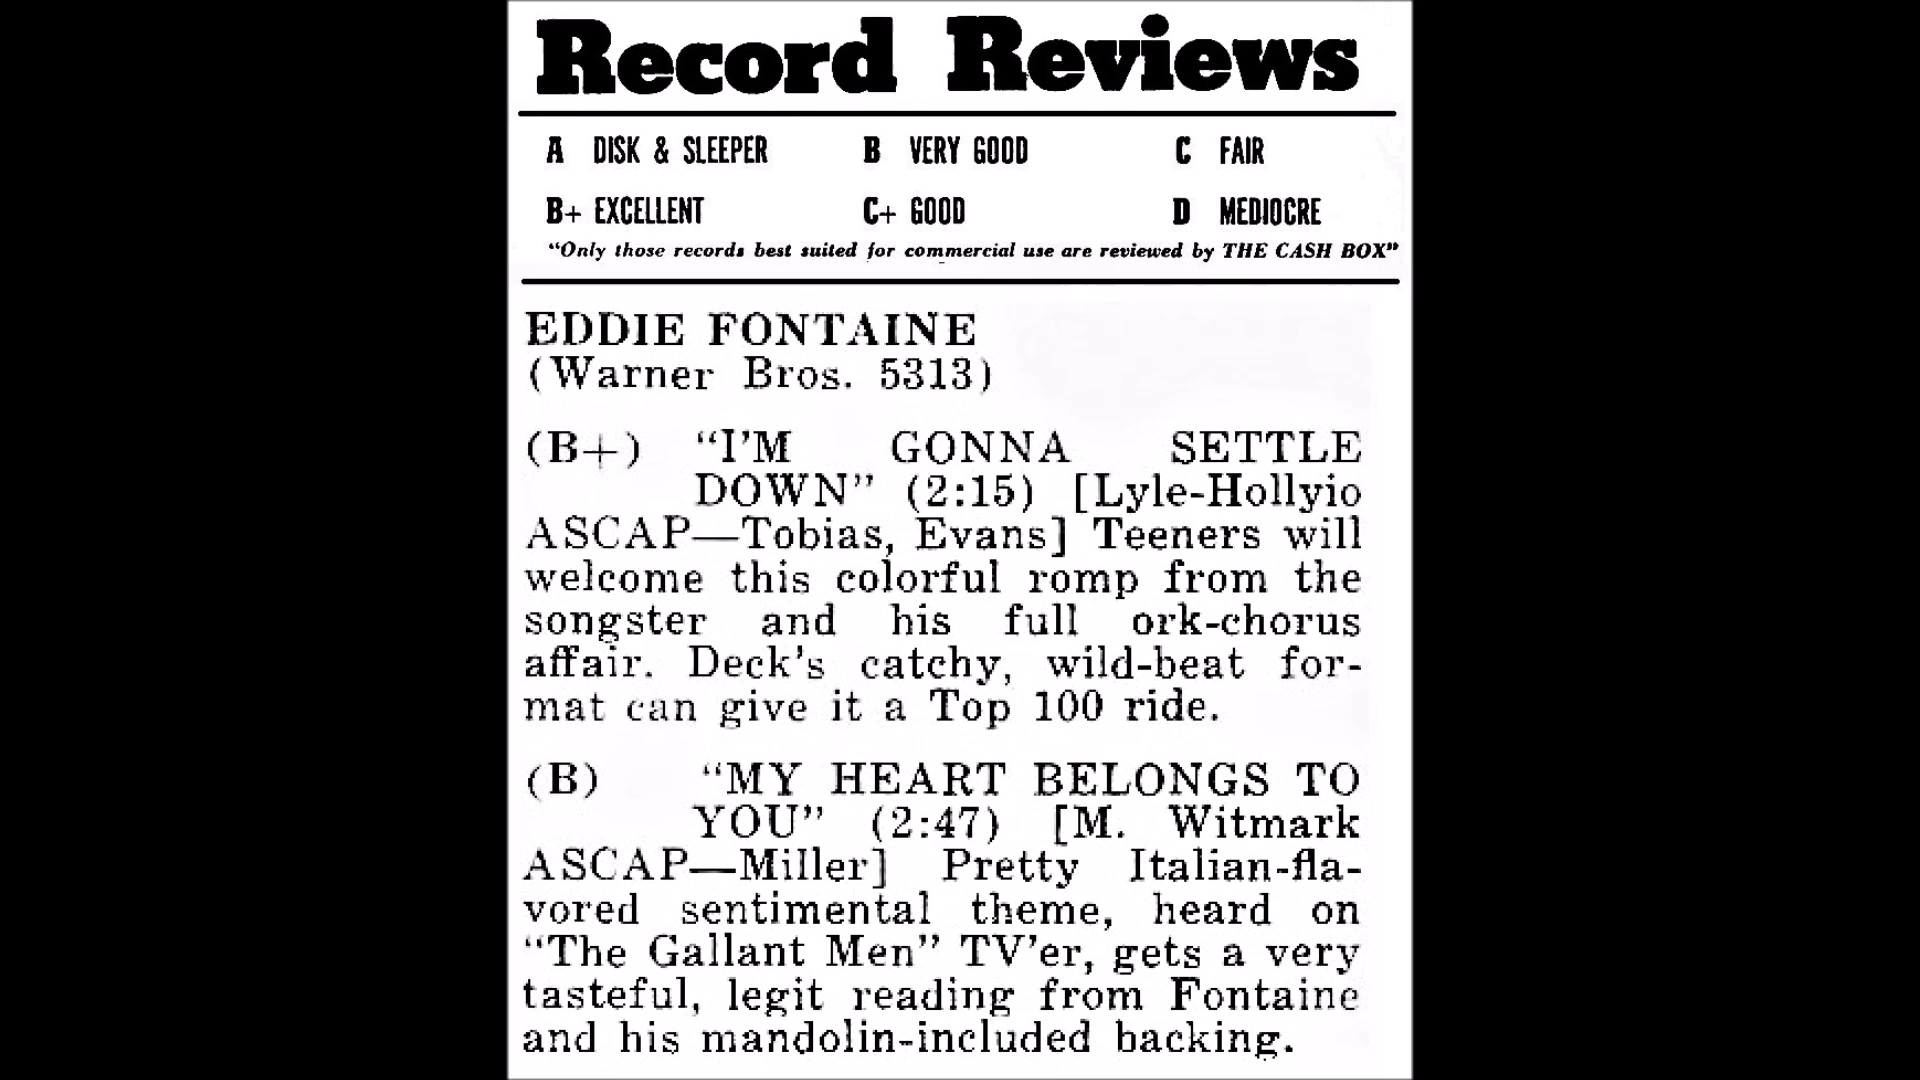 Record Reviews
A DISK & SLEEPER B VERY GOOD C FAIR
B+ EXCELLENT C+ GOOD D MEDIOCRE
"Only those records best suited for commercial use are reviewed by THE CASH BOX"
EDDIE FONTAINE
(Warner Bros. 5313)
(B+) "I'M GONNA SETTLE
DOWN" (2:15) [Lyle-Hollyio
ASCAP—Tobias, Evans] Teeners will
welcome this colorful romp from the
songster and his full ork-chorus
affair. Deck's catchy, wild-beat for-
mat can give it a Top 100 ride.
(B) "MY HEART BELONGS TO
YOU" (2:47) [M. Witmark
ASCAP—Miller] Pretty Italian-fla-
vored sentimental theme, heard on
"The Gallant Men" TV'er, gets a very
tasteful, legit reading from Fontaine
and his mandolin-included backing.